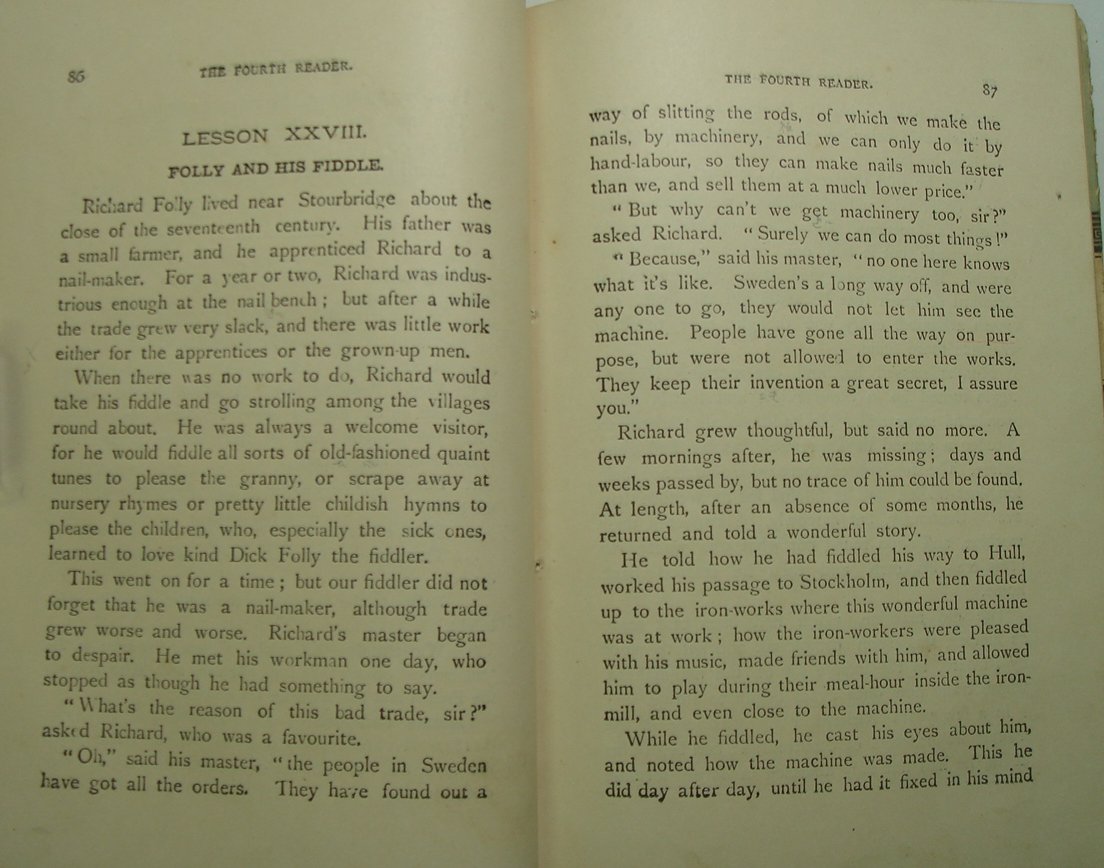 86
THE FOURTH READER.
LESSON XXVIII.
FOLLY AND HIS FIDDLE.
Richard Folly lived near Stourbridge about the
close of the seventeenth century. His father was
a small farmer, and he apprenticed Richard to a
nail-maker. For a year or two, Richard was indus-
trious enough at the nail bench; but after a while
the trade grew very slack, and there was little work
either for the apprentices or the grown-up men.
When there was no work to do, Richard would
take his fiddle and go strolling among the villages
round about. He was always a welcome visitor,
for he would fiddle all sorts of old-fashioned quaint
tunes to please the granny, or scrape away at
nursery rhymes or pretty little childish hymns to
please the children, who, especially the sick ones,
learned to love kind Dick Folly the fiddler.
This went on for a time; but our fiddler did not
forget that he was a nail-maker, although trade
grew worse and worse. Richard's master began
to despair. He met his workman one day, who
stopped as though he had something to say.
"What's the reason of this bad trade, sir?"
asked Richard, who was a favourite.
"Oh," said his master, "the people in Sweden
have got all the orders. They have found out a
THE FOURTH READER.
87
way of slitting the rods, of which we make the
nails, by machinery, and we can only do it by
hand-labour, so they can make nails much faster
than we, and sell them at a much lower price."
"But why can't we get machinery too, sir?"
asked Richard. "Surely we can do most things!"
"Because," said his master, "no one here knows
what it's like. Sweden's a long way off, and were
any one to go, they would not let him see the
machine. People have gone all the way on pur-
pose, but were not allowed to enter the works.
They keep their invention a great secret, I assure
you."
Richard grew thoughtful, but said no more. A
few mornings after, he was missing; days and
weeks passed by, but no trace of him could be found.
At length, after an absence of some months, he
returned and told a wonderful story.
He told how he had fiddled his way to Hull,
worked his passage to Stockholm, and then fiddled
up to the iron-works where this wonderful machine
was at work; how the iron-workers were pleased
with his music, made friends with him, and allowed
him to play during their meal-hour inside the iron-
mill, and even close to the machine.
While he fiddled, he cast his eyes about him,
and noted how the machine was made. This he
did day after day, until he had it fixed in his mind